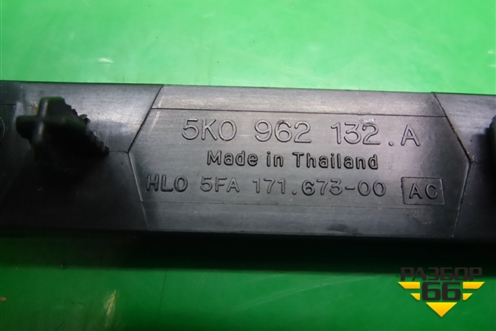 5K0 962 132.A
Made in Thailand
HLO 5FA 171.673-00 AC
РАЗБОР
66